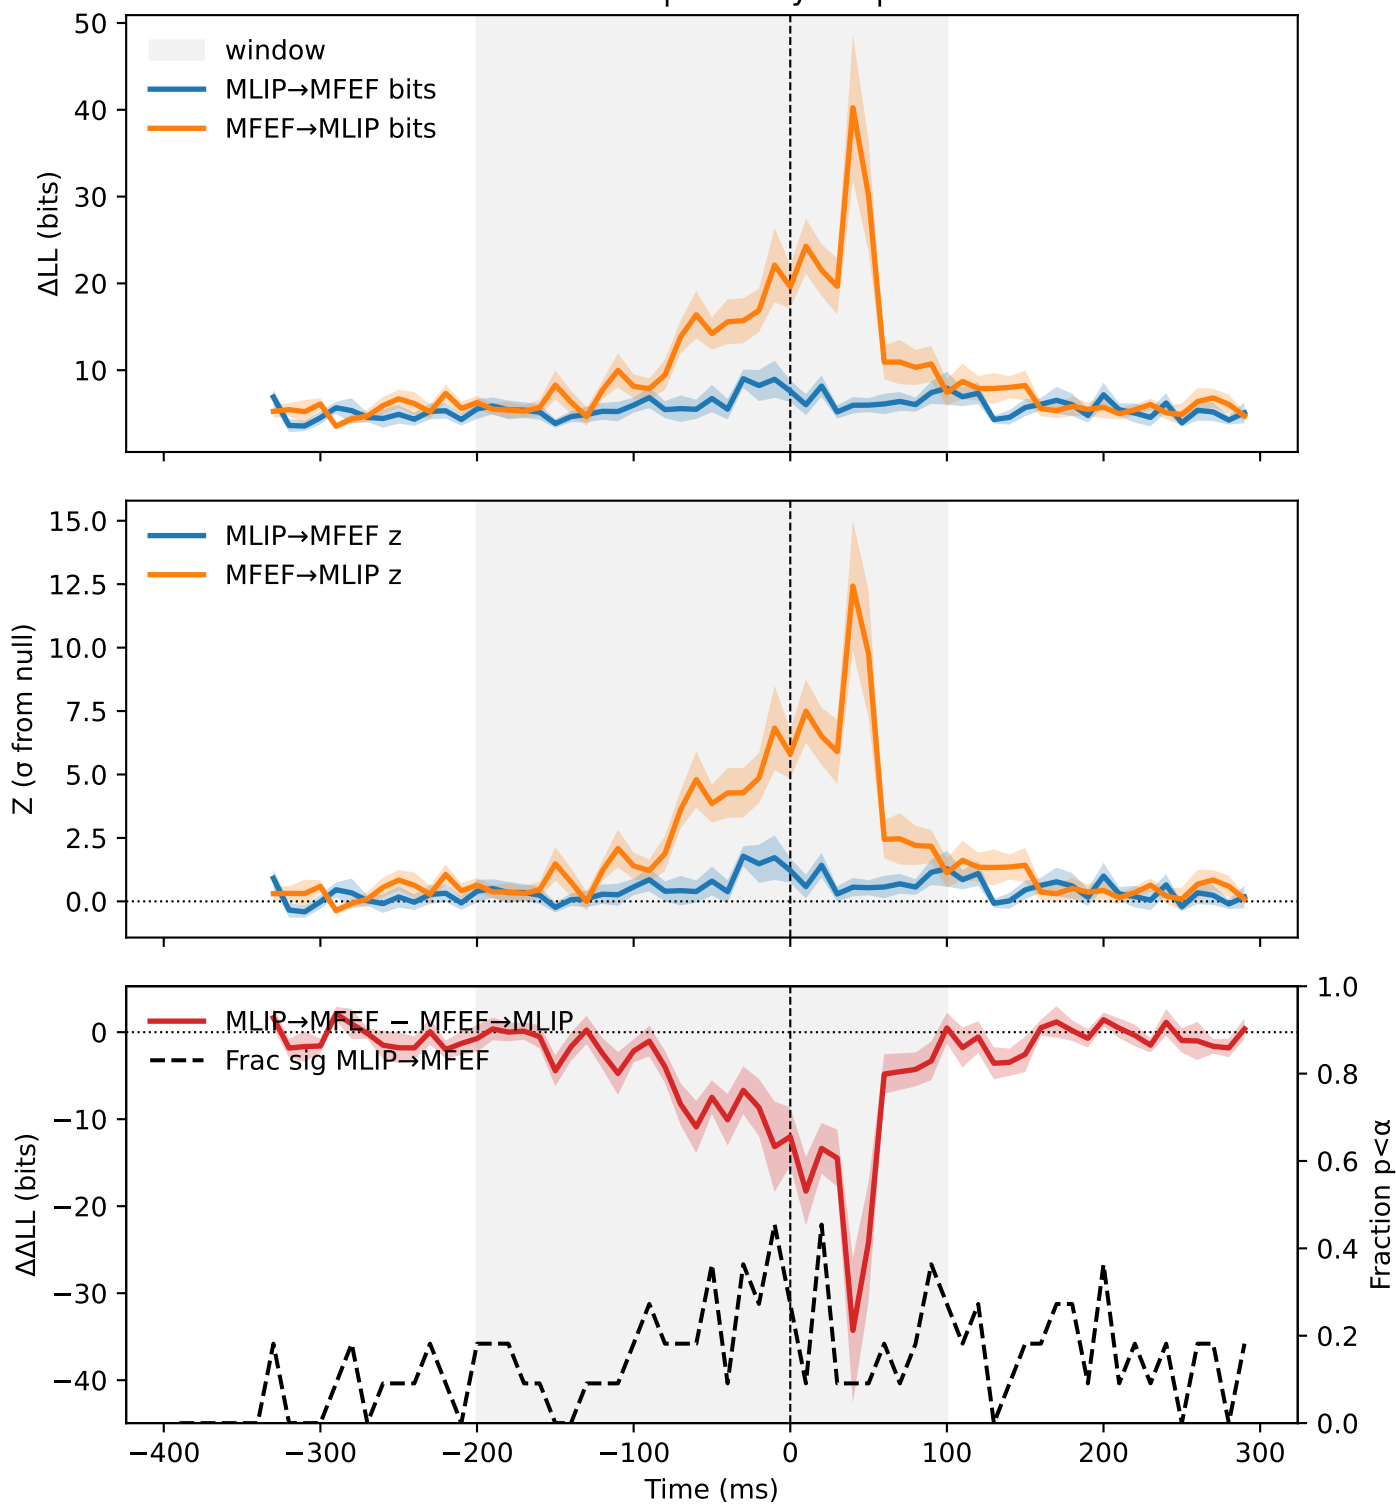 50
40
30
20
10
ΔLL (bits)
window
MLIP→MFEF bits
MFEF→MLIP bits
15.0
12.5
10.0
7.5
5.0
2.5
0.0
Z (σ from null)
MLIP→MFEF z
MFEF→MLIP z
0
−10
−20
−30
−40
ΔΔLL (bits)
MLIP→MFEF − MFEF→MLIP
Frac sig MLIP→MFEF
1.0
0.8
0.6
0.4
0.2
0.0
Fraction p<α
−400 −300 −200 −100 0 100 200 300
Time (ms)